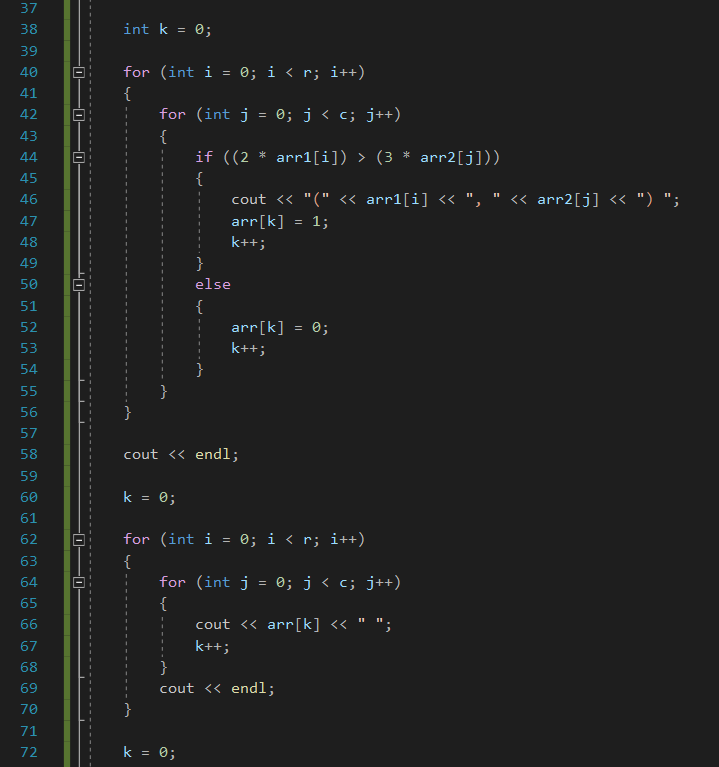 37
38 int k = 0;
39
40 for (int i = 0; i < r; i++)
41 {
42 for (int j = 0; j < c; j++)
43 {
44 if ((2 * arr1[i]) > (3 * arr2[j]))
45 {
46 cout << "(" << arr1[i] << ", " << arr2[j] << ") ";
47 arr[k] = 1;
48 k++;
49 }
50 else
51 {
52 arr[k] = 0;
53 k++;
54 }
55 }
56 }
57
58 cout << endl;
59
60 k = 0;
61
62 for (int i = 0; i < r; i++)
63 {
64 for (int j = 0; j < c; j++)
65 {
66 cout << arr[k] << " ";
67 k++;
68 }
69 cout << endl;
70 }
71
72 k = 0;